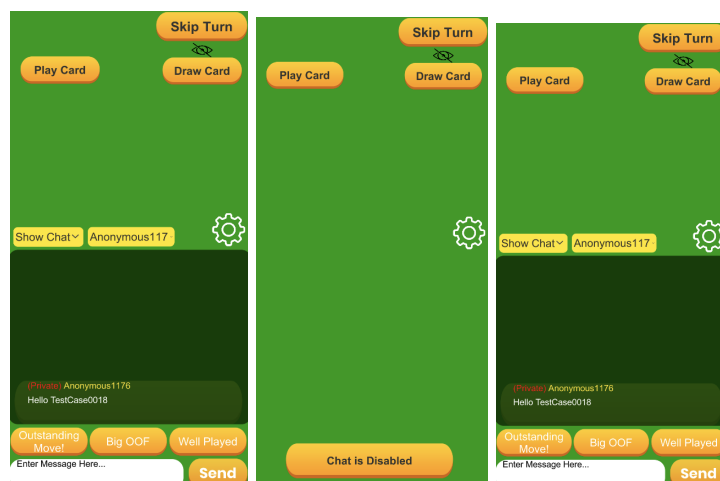 Skip Turn
Play Card
Draw Card
Show Chat
Anonymous117
(Private) Anonymous1176
Hello TestCase0018
Outstanding
Move!
Big OOF
Well Played
Enter Message Here...
Send
Skip Turn
Play Card
Draw Card
Chat is Disabled
Skip Turn
Play Card
Draw Card
Show Chat
Anonymous117
(Private) Anonymous1176
Hello TestCase0018
Outstanding
Move!
Big OOF
Well Played
Enter Message Here...
Send